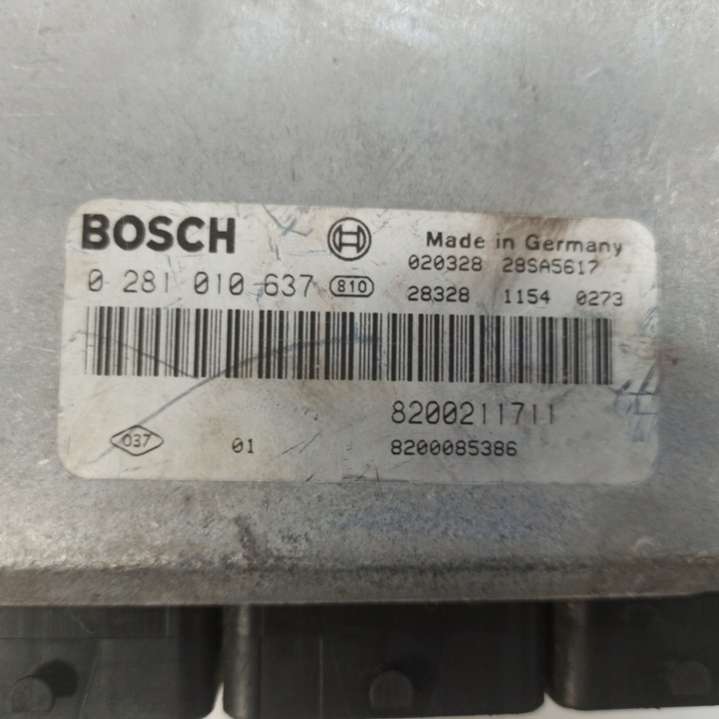 BOSCH
Made in Germany
020328 28SA5617
0 281 010 637 810
28328 1154 0273
8200211711
037 01
8200085386